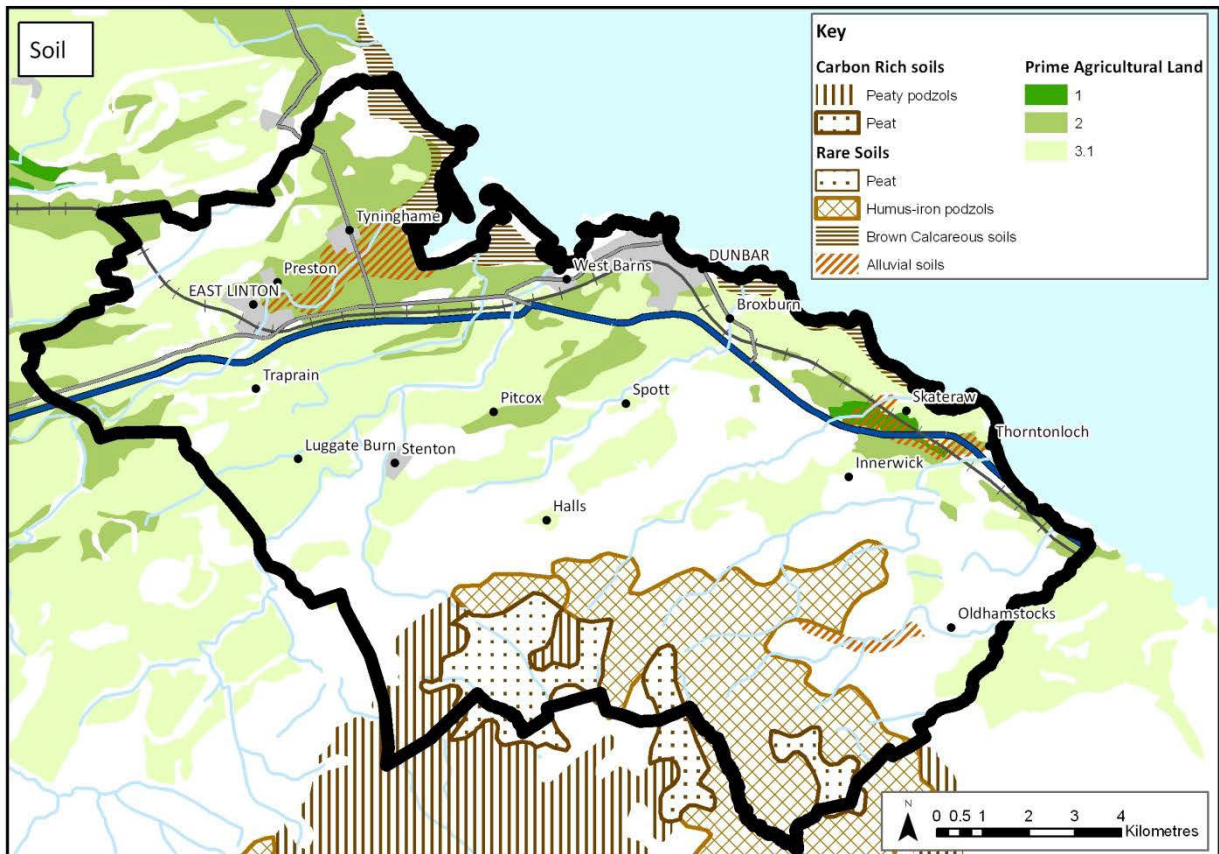 Soil
Key
Carbon Rich soils
Peaty podzols
Peat
Rare Soils
Peat
Humus-iron podzols
Brown Calcareous soils
Alluvial soils
Prime Agricultural Land
1
2
3.1
Tyninghame
Preston
EAST LINTON
West Barns
DUNBAR
Broxburn
Traprain
Pitcox
Spott
Skateraw
Thorntonloch
Luggate Burn
Stenton
Innerwick
Halls
Oldhamstocks
N
0 0.5 1 2 3 4
Kilometres